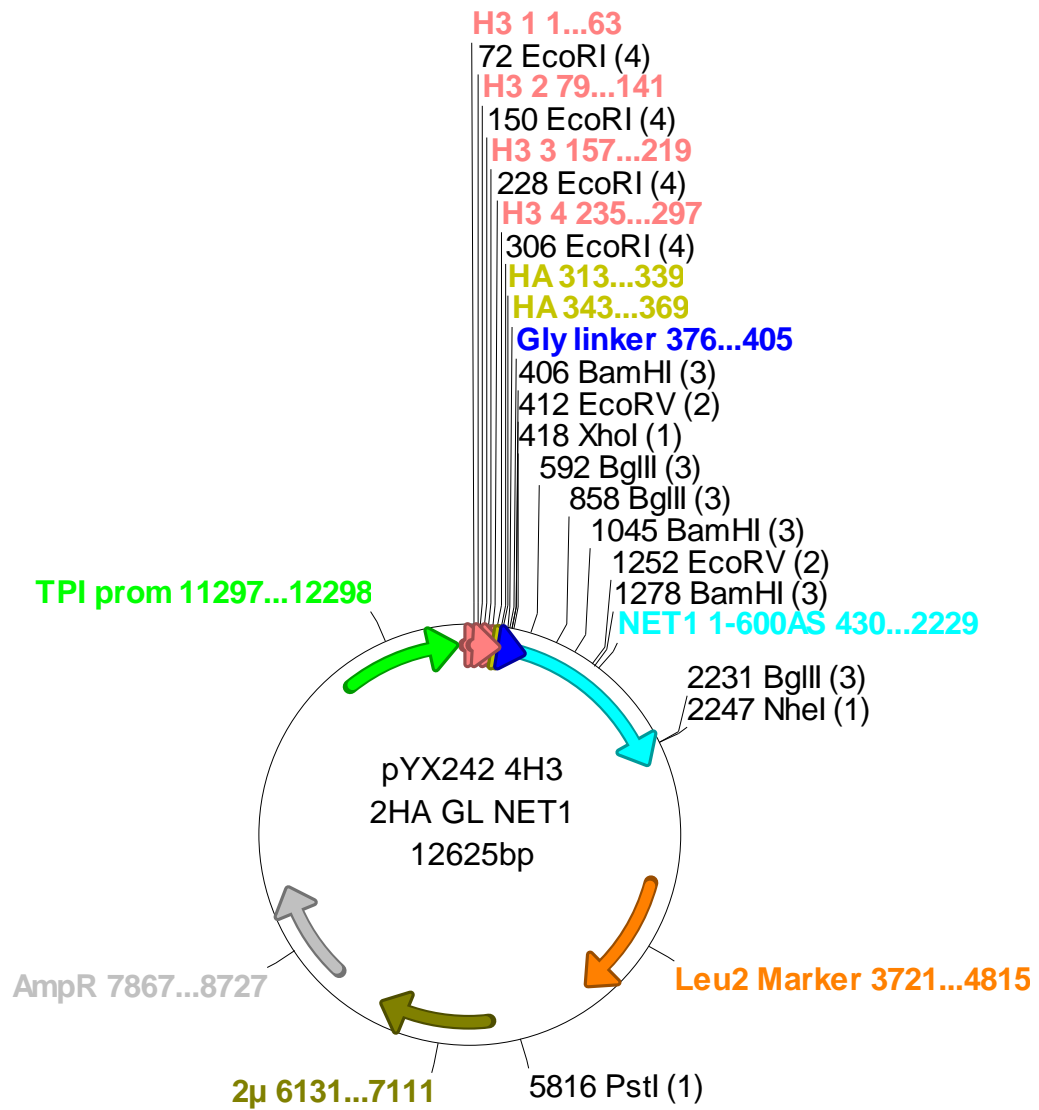 H3 1 1...63
72 EcoRI (4)
H3 2 79...141
150 EcoRI (4)
H3 3 157...219
228 EcoRI (4)
H3 4 235...297
306 EcoRI (4)
HA 313...339
HA 343...369
Gly linker 376...405
406 BamHI (3)
412 EcoRV (2)
418 XhoI (1)
592 BglII (3)
858 BglII (3)
1045 BamHI (3)
1252 EcoRV (2)
1278 BamHI (3)
TPI prom 11297...12298
NET1 1-600AS 430...2229
2231 BglII (3)
2247 NheI (1)
pYX242 4H3
2HA GL NET1
12625bp
AmpR 7867...8727
Leu2 Marker 3721...4815
2µ 6131...7111
5816 PstI (1)